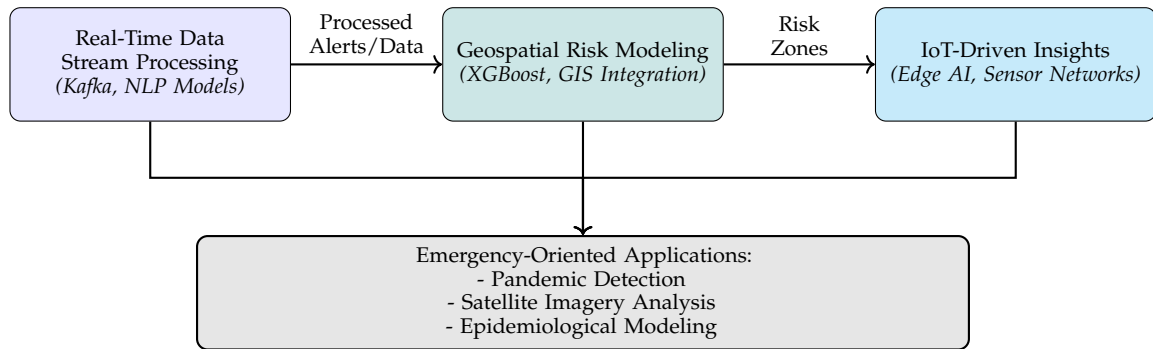 Real-Time Data
Stream Processing
(Kafka, NLP Models)
Processed
Alerts/Data
Geospatial Risk Modeling
(XGBoost, GIS Integration)
Risk
Zones
IoT-Driven Insights
(Edge AI, Sensor Networks)
Emergency-Oriented Applications:
- Pandemic Detection
- Satellite Imagery Analysis
- Epidemiological Modeling